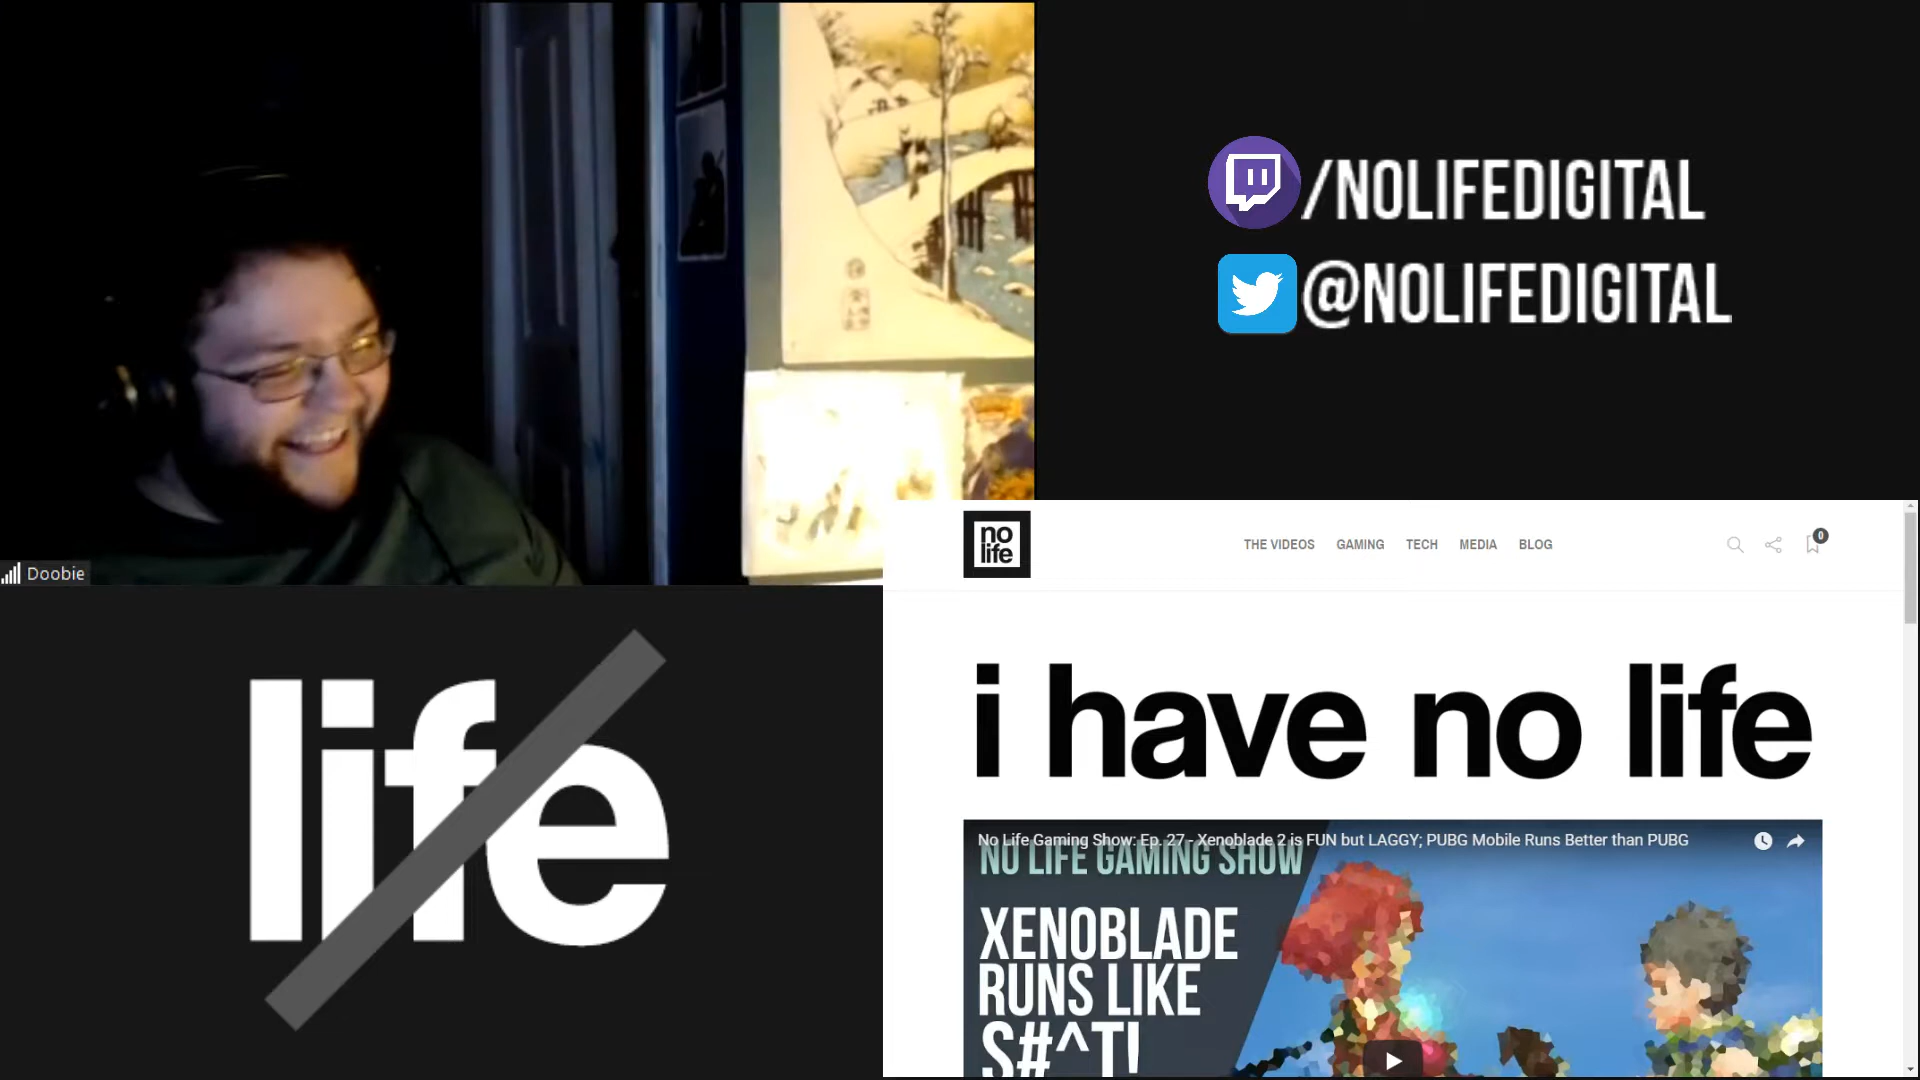 /NOLIFEDIGITAL
@NOLIFEDIGITAL
Doobie
no
life
THE VIDEOS GAMING TECH MEDIA BLOG
0
life
i have no life
No Life Gaming Show: Ep. 27 - Xenoblade 2 is FUN but LAGGY; PUBG Mobile Runs Better than PUBG
NO LIFE GAMING SHOW
XENOBLADE
RUNS LIKE
S#^T!